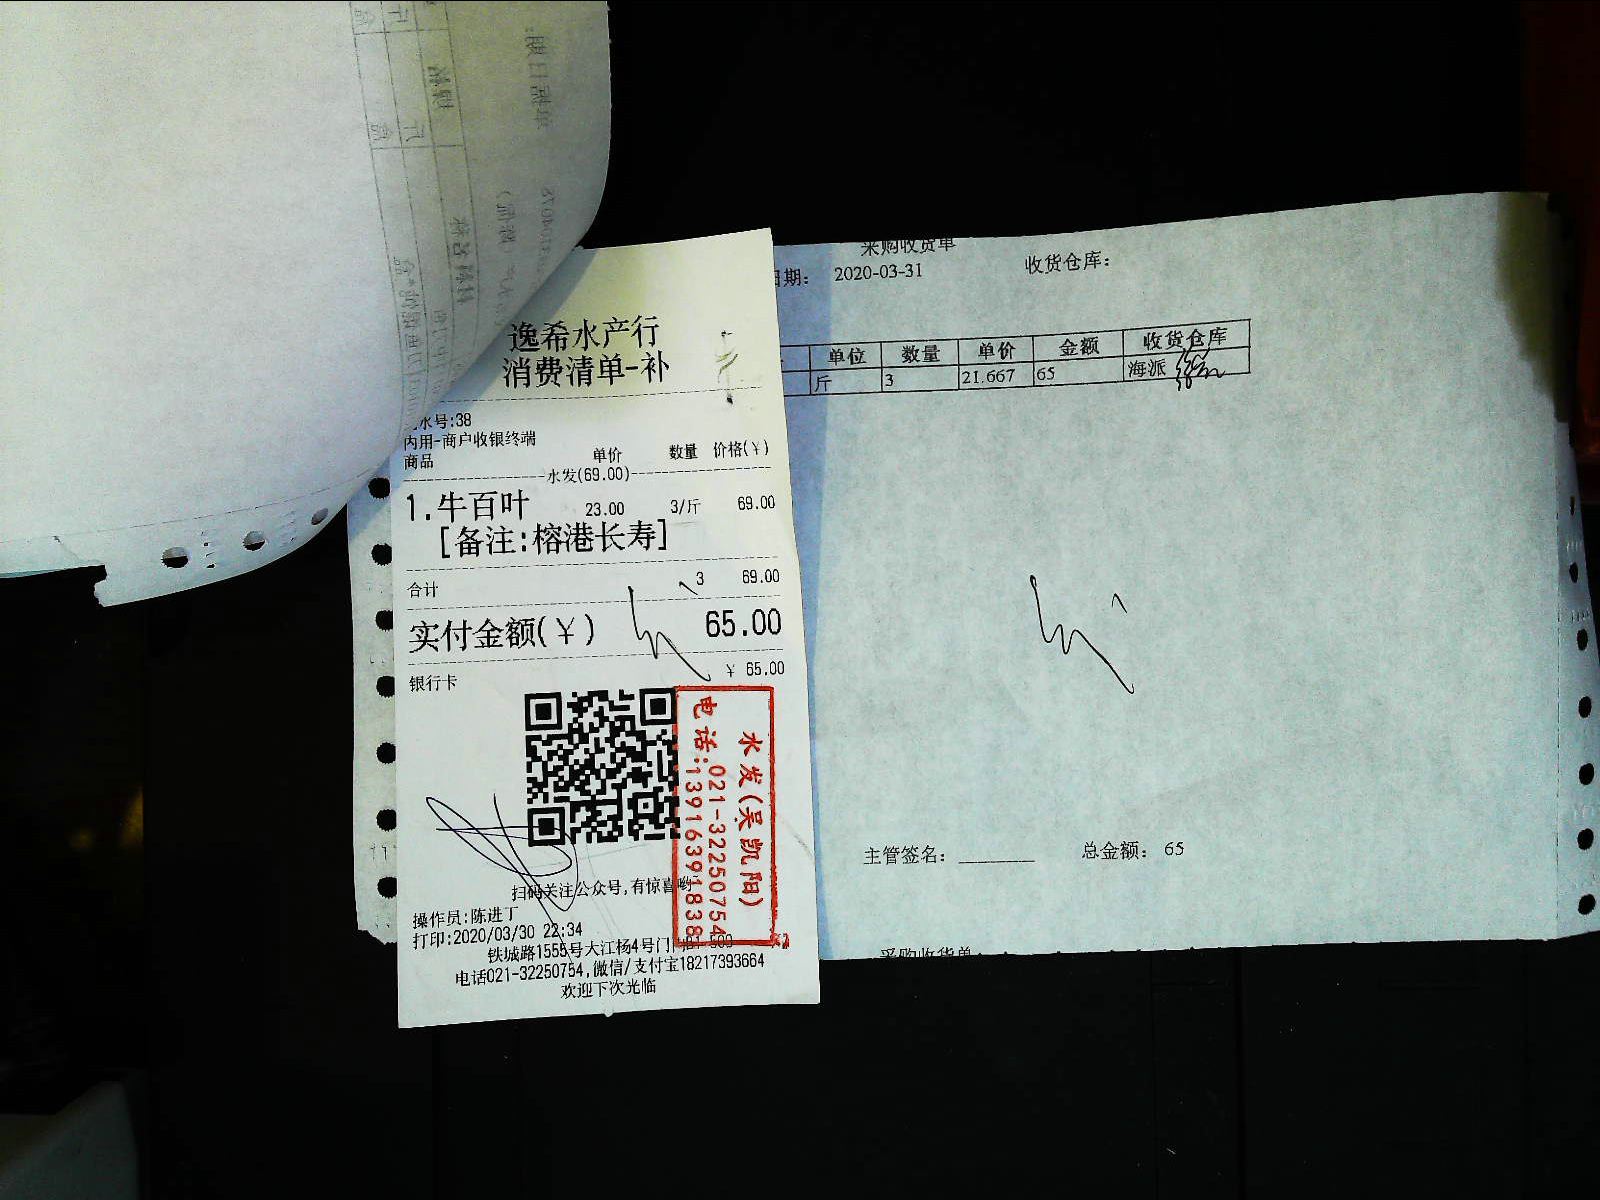 采购收货单
日期： 2020-03-31 收货仓库：
单位 数量 单价 金额 收货仓库
斤 3 21.667 65 海派
主管签名： 总金额： 65
采购收货单
逸希水产行
消费清单-补
水号:38
内用-商户收银终端
商品 单价 数量 价格(￥)
水发(69.00)
1.牛百叶 23.00 3/斤 69.00
[备注:榕港长寿]
合计 3 69.00
实付金额(￥) 65.00
银行卡 ￥ 65.00
水发(吴凯阳)
电话:021-32250754
13916391838
扫码关注公众号,有惊喜哟~
操作员:陈进丁
打印:2020/03/30 22:34
铁城路1555号大江杨4号门
电话021-32250754,微信/支付宝18217393664
欢迎下次光临